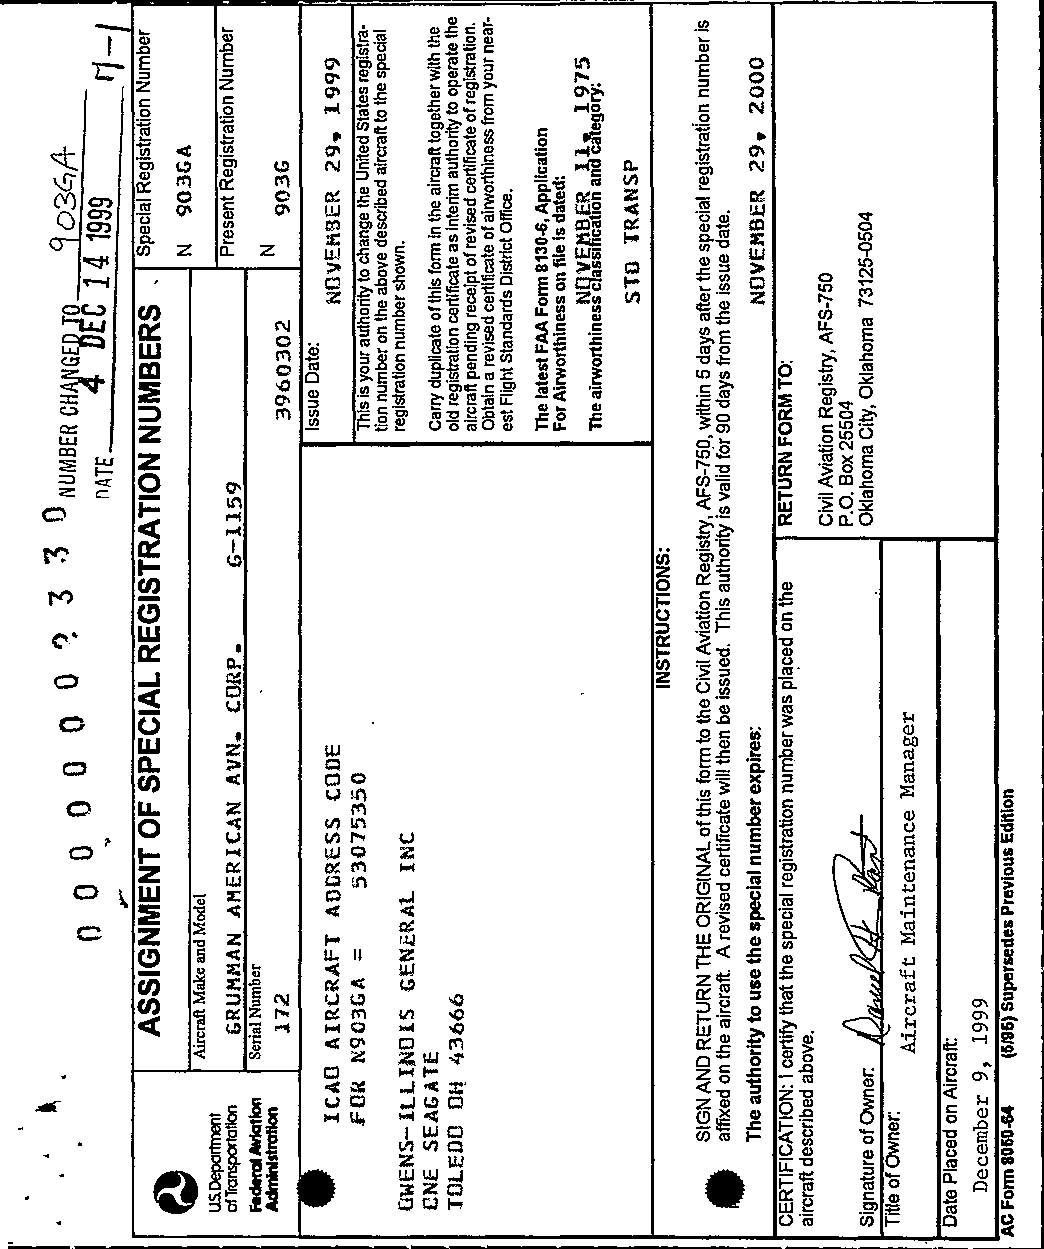 0 0 0 0 0 0 ? 3 3 0
NUMBER CHANGED TO 903GA
DATE 4 DEC 14 1999 M-1
U.S. Department
of Transportation
Federal Aviation
Administration
ASSIGNMENT OF SPECIAL REGISTRATION NUMBERS
Special Registration Number
N 903GA
Aircraft Make and Model
GRUMMAN AMERICAN AVN. CORP. G-1159
Present Registration Number
N 903G
Serial Number
172 3960302
ICAO AIRCRAFT ADDRESS CODE
FOR N903GA = 53075350
OWENS-ILLINOIS GENERAL INC
ONE SEAGATE
TOLEDO OH 43666
Issue Date:
NOVEMBER 29, 1999
This is your authority to change the United States registra-
tion number on the above described aircraft to the special
registration number shown.
Carry duplicate of this form in the aircraft together with the
old registration certificate as interim authority to operate the
aircraft pending receipt of revised certificate of registration.
Obtain a revised certificate of airworthiness from your near-
est Flight Standards District Office.
The latest FAA Form 8130-6, Application
For Airworthiness on file is dated:
NOVEMBER 11, 1975
The airworthiness classification and category:
STD TRANSP
INSTRUCTIONS:
SIGN AND RETURN THE ORIGINAL of this form to the Civil Aviation Registry, AFS-750, within 5 days after the special registration number is
affixed on the aircraft. A revised certificate will then be issued. This authority is valid for 90 days from the issue date.
The authority to use the special number expires: NOVEMBER 29, 2000
CERTIFICATION: I certify that the special registration number was placed on the
aircraft described above.
Signature of Owner:
Title of Owner:
Aircraft Maintenance Manager
Date Placed on Aircraft:
December 9, 1999
RETURN FORM TO:
Civil Aviation Registry, AFS-750
P.O. Box 25504
Oklahoma City, Oklahoma 73125-0504
AC Form 8050-64 (5/95) Supersedes Previous Edition